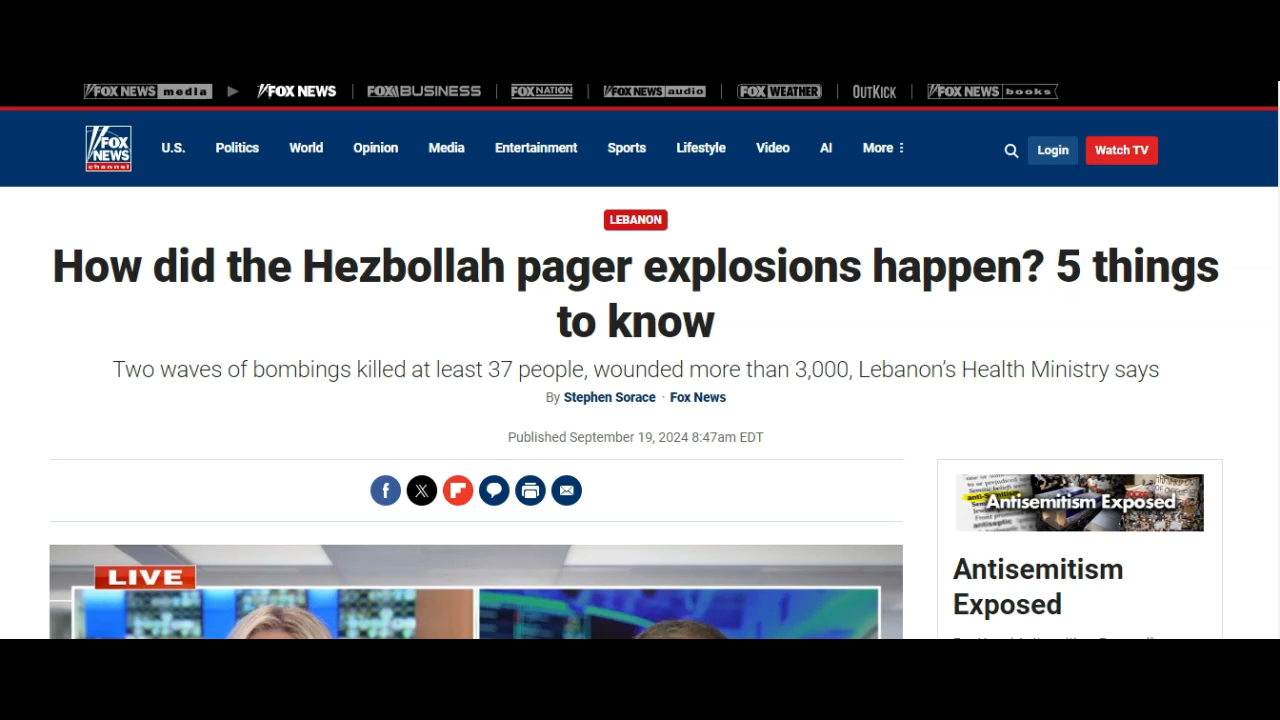 FOX NEWS media
FOX NEWS
FOX BUSINESS
FOX NATION
FOX NEWS audio
FOX WEATHER
OUTKICK
FOX NEWS books
FOX
NEWS
channel
U.S.
Politics
World
Opinion
Media
Entertainment
Sports
Lifestyle
Video
AI
More
Login
Watch TV
LEBANON
How did the Hezbollah pager explosions happen? 5 things
to know
Two waves of bombings killed at least 37 people, wounded more than 3,000, Lebanon’s Health Ministry says
By Stephen Sorace · Fox News
Published September 19, 2024 8:47am EDT
LIVE
Antisemitism Exposed
Antisemitism
Exposed